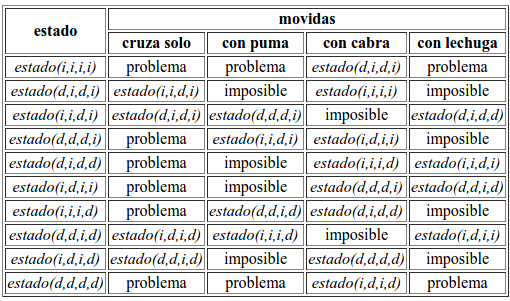 estado movidas
cruza solo con puma con cabra con lechuga
estado(i,i,i,i) problema problema estado(d,i,d,i) problema
estado(d,i,d,i) estado(i,i,d,i) imposible estado(i,i,i,i) imposible
estado(i,i,d,i) estado(d,i,d,i) estado(d,d,d,i) imposible estado(d,i,d,d)
estado(d,d,d,i) problema estado(i,i,d,i) estado(i,d,i,i) imposible
estado(d,i,d,d) problema imposible estado(i,i,i,d) estado(i,i,d,i)
estado(i,d,i,i) problema imposible estado(d,d,d,i) estado(d,d,i,d)
estado(i,i,i,d) problema estado(d,d,i,d) estado(d,i,d,d) imposible
estado(d,d,i,d) estado(i,d,i,d) estado(i,i,i,d) imposible estado(i,d,i,i)
estado(i,d,i,d) estado(d,d,i,d) imposible estado(d,d,d,d) imposible
estado(d,d,d,d) problema problema estado(i,d,i,d) problema